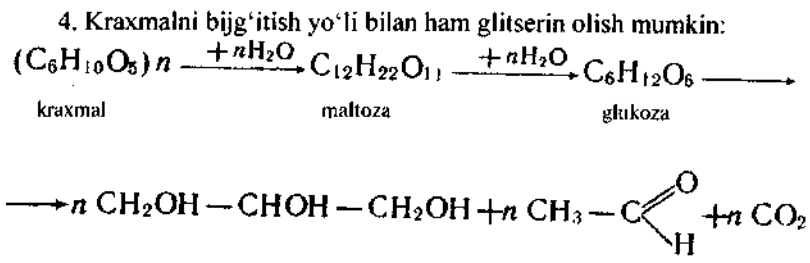 4. Kraxmalni bijg‘itish yo‘li bilan ham glitserin olish mumkin:
(C₆H₁₀O₅)n +nH₂O→ C₁₂H₂₂O₁₁ +nH₂O→ C₆H₁₂O₆ ⟶
kraxmal maltoza glukoza
⟶n CH₂OH—CHOH—CH₂OH+n CH₃—C
O
H
+n CO₂